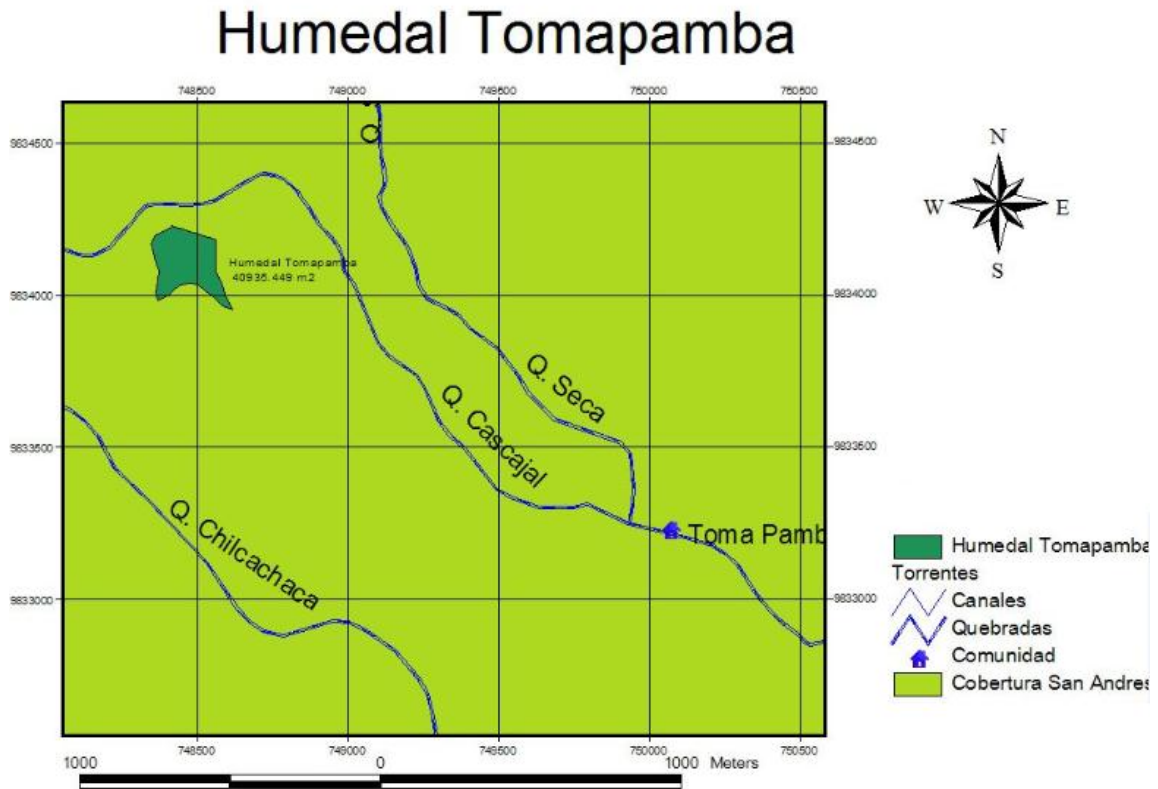 Humedal Tomapamba
748500 749000 749500 750000 750500
Q.
9834500 9834500
N
W E
S
Humedal Tomapamba
40936.449 m2
9834000 9834000
Q. Seca
Q. Cascajal
9833500 9833500
Q. Chilcachaca
Toma Pamb
9833000 9833000
Humedal Tomapamba
Torrentes
Canales
Quebradas
Comunidad
Cobertura San Andres
748500 749000 749500 750000 750500
1000 0 1000 Meters